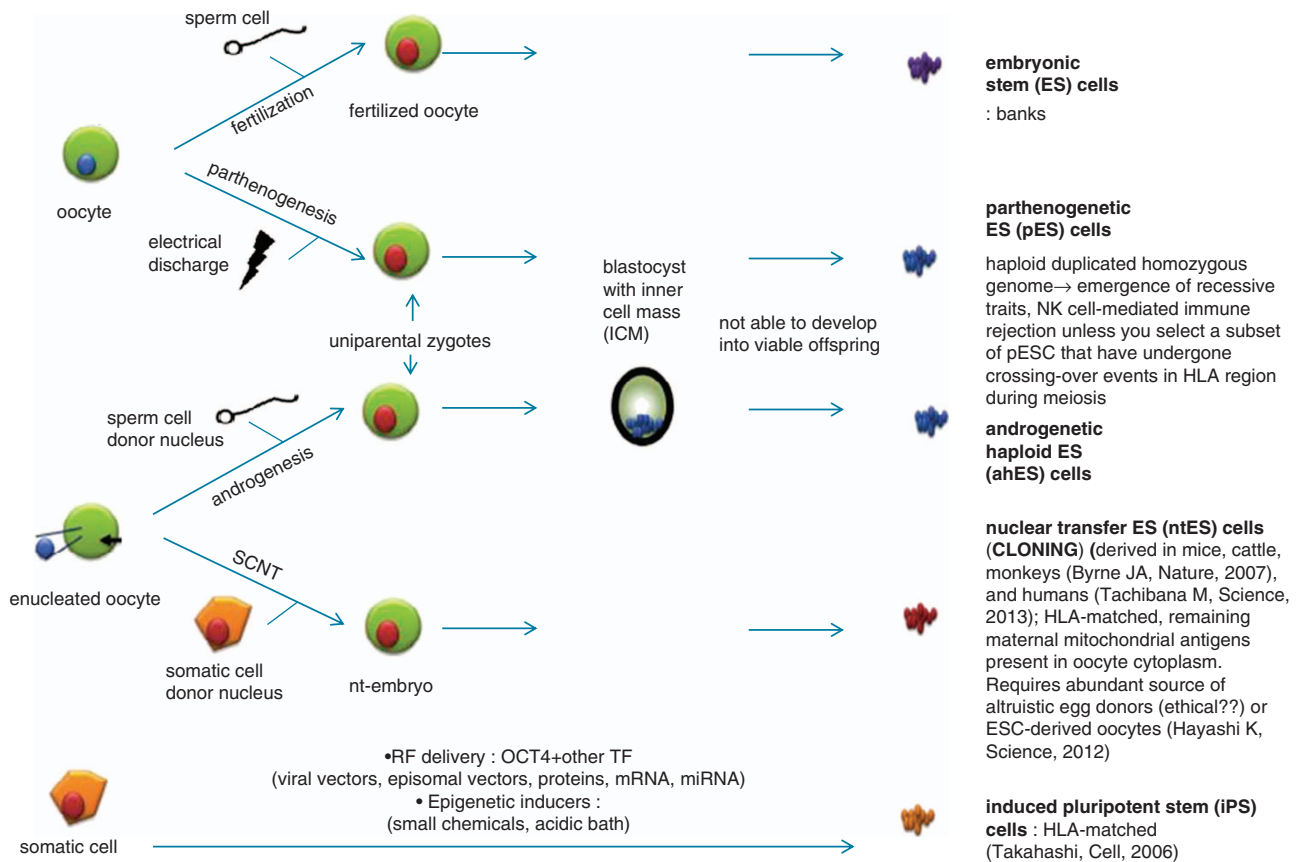 sperm cell
fertilization
fertilized oocyte
embryonic
stem (ES) cells
: banks
oocyte
parthenogenesis
electrical
discharge
uniparental zygotes
blastocyst
with inner
cell mass
(ICM)
not able to develop
into viable offspring
parthenogenetic
ES (pES) cells
haploid duplicated homozygous
genome→ emergence of recessive
traits, NK cell-mediated immune
rejection unless you select a subset
of pESC that have undergone
crossing-over events in HLA region
during meiosis
sperm cell
donor nucleus
androgenesis
androgenetic
haploid ES
(ahES) cells
enucleated oocyte
SCNT
somatic cell
donor nucleus
nt-embryo
nuclear transfer ES (ntES) cells
(CLONING) (derived in mice, cattle,
monkeys (Byrne JA, Nature, 2007),
and humans (Tachibana M, Science,
2013); HLA-matched, remaining
maternal mitochondrial antigens
present in oocyte cytoplasm.
Requires abundant source of
altruistic egg donors (ethical??) or
ESC-derived oocytes (Hayashi K,
Science, 2012)
•RF delivery : OCT4+other TF
(viral vectors, episomal vectors, proteins, mRNA, miRNA)
• Epigenetic inducers :
(small chemicals, acidic bath)
somatic cell
induced pluripotent stem (iPS)
cells : HLA-matched
(Takahashi, Cell, 2006)